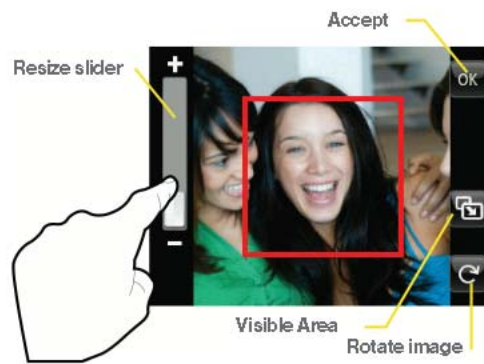 Accept
Resize slider
+
OK
−
Visible Area
Rotate image